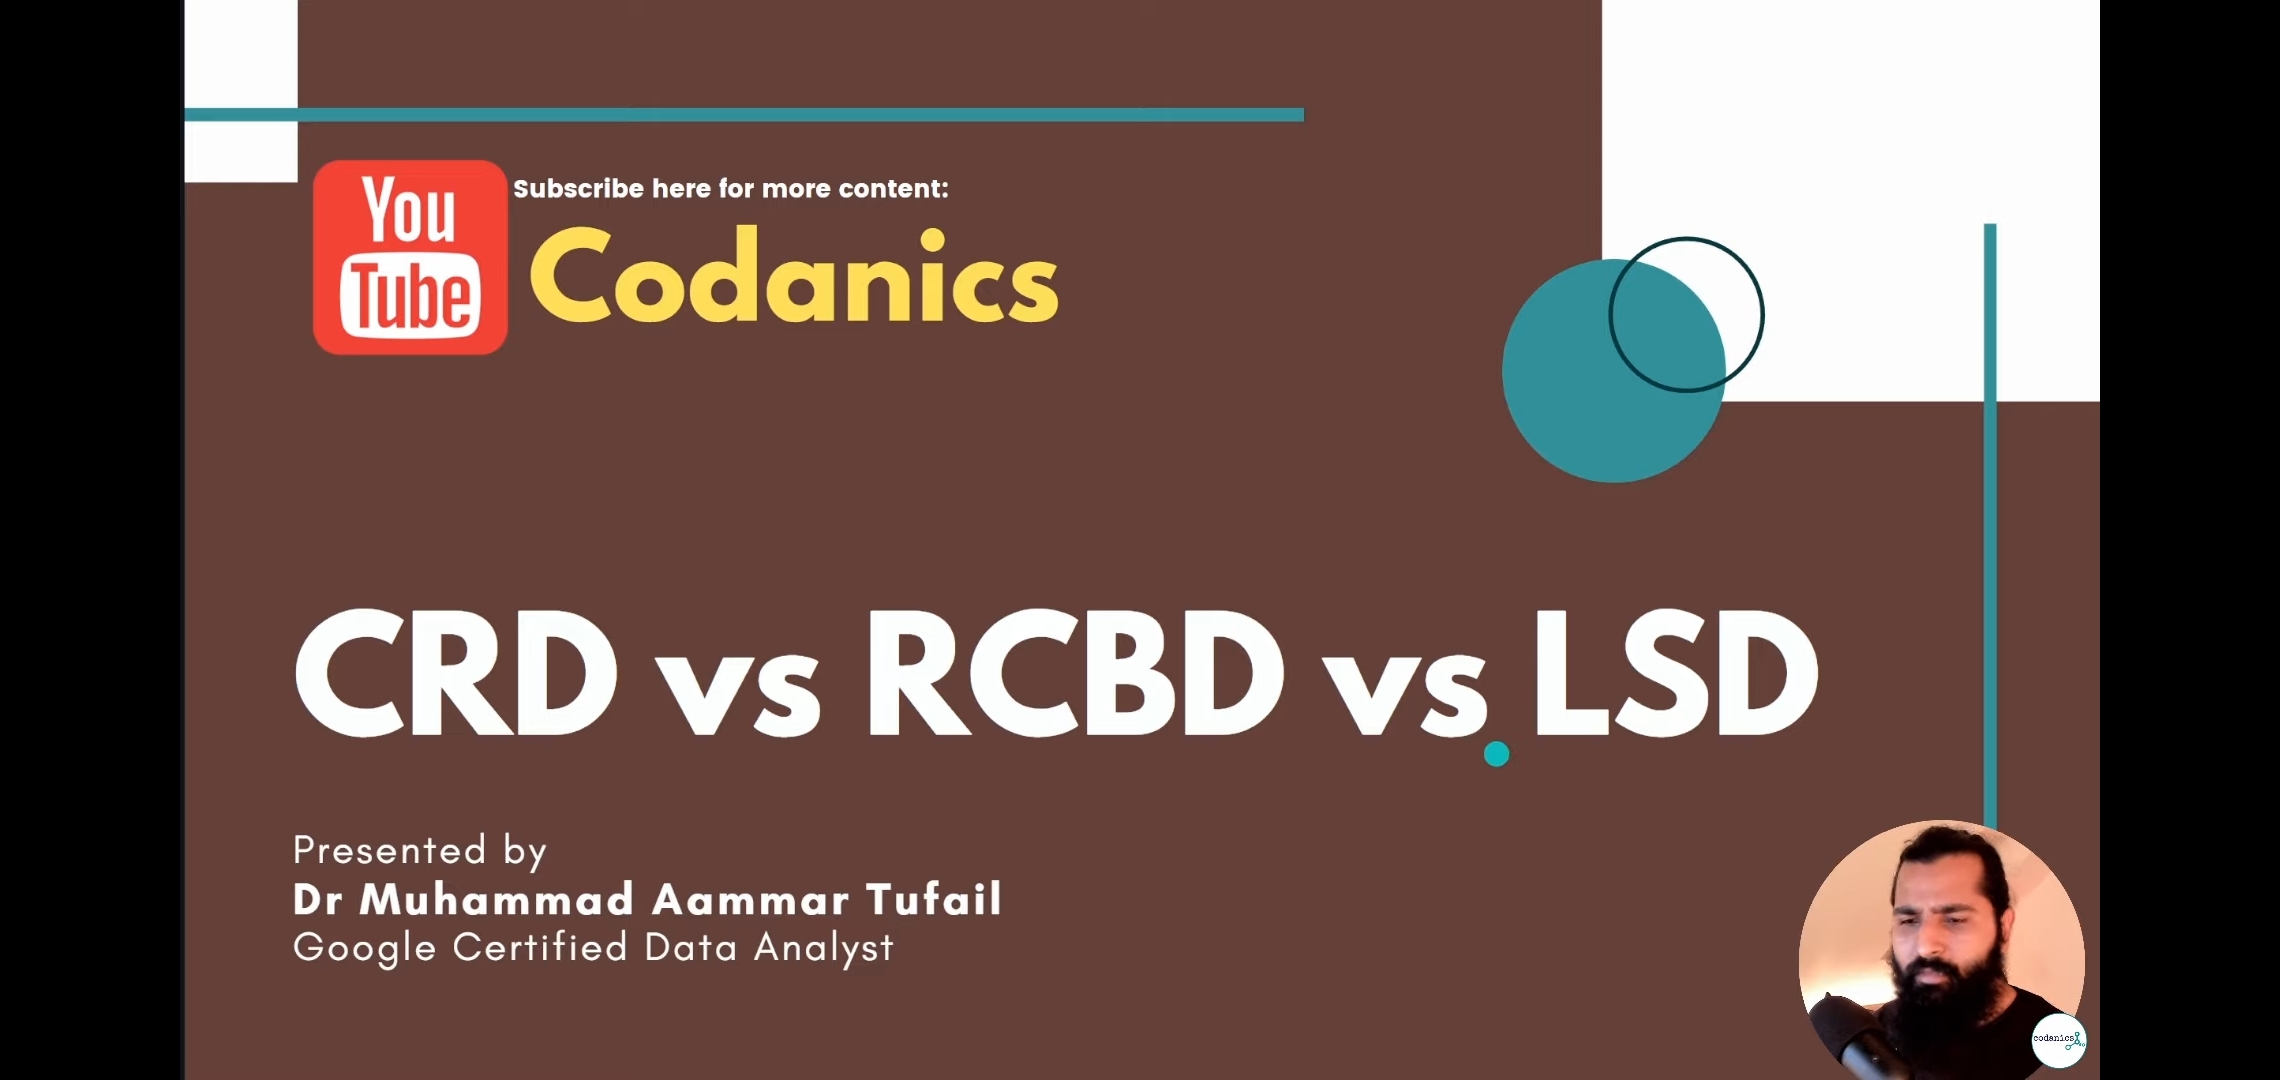 You
Tube
Subscribe here for more content:
Codanics
CRD vs RCBD vs LSD
Presented by
Dr Muhammad Aammar Tufail
Google Certified Data Analyst
codanics